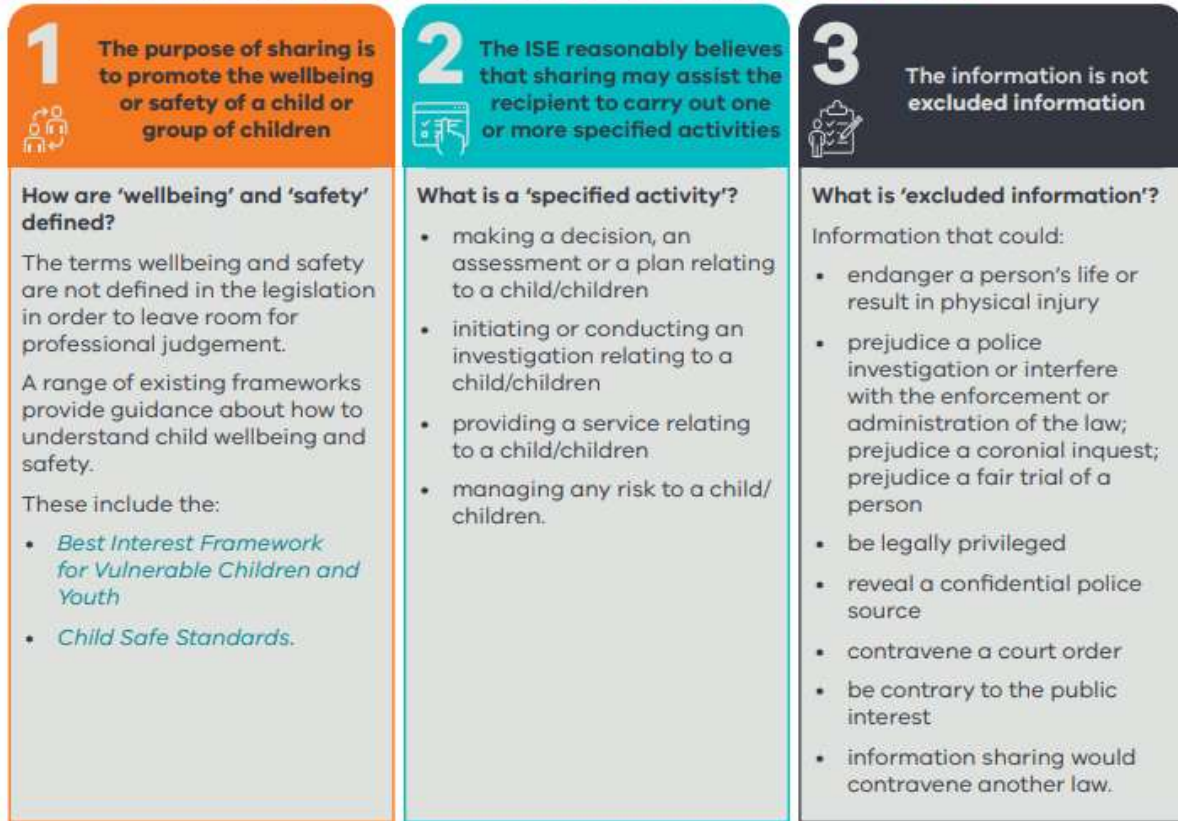 1
The purpose of sharing is
to promote the wellbeing
or safety of a child or
group of children
How are ‘wellbeing’ and ‘safety’
defined?
The terms wellbeing and safety
are not defined in the legislation
in order to leave room for
professional judgement.
A range of existing frameworks
provide guidance about how to
understand child wellbeing and
safety.
These include the:
• Best Interest Framework
for Vulnerable Children and
Youth
• Child Safe Standards.
2
The ISE reasonably believes
that sharing may assist the
recipient to carry out one
or more specified activities
What is a ‘specified activity’?
• making a decision, an
assessment or a plan relating
to a child/children
• initiating or conducting an
investigation relating to a
child/children
• providing a service relating
to a child/children
• managing any risk to a child/
children.
3
The information is not
excluded information
What is ‘excluded information’?
Information that could:
• endanger a person’s life or
result in physical injury
• prejudice a police
investigation or interfere
with the enforcement or
administration of the law;
prejudice a coronial inquest;
prejudice a fair trial of a
person
• be legally privileged
• reveal a confidential police
source
• contravene a court order
• be contrary to the public
interest
• information sharing would
contravene another law.